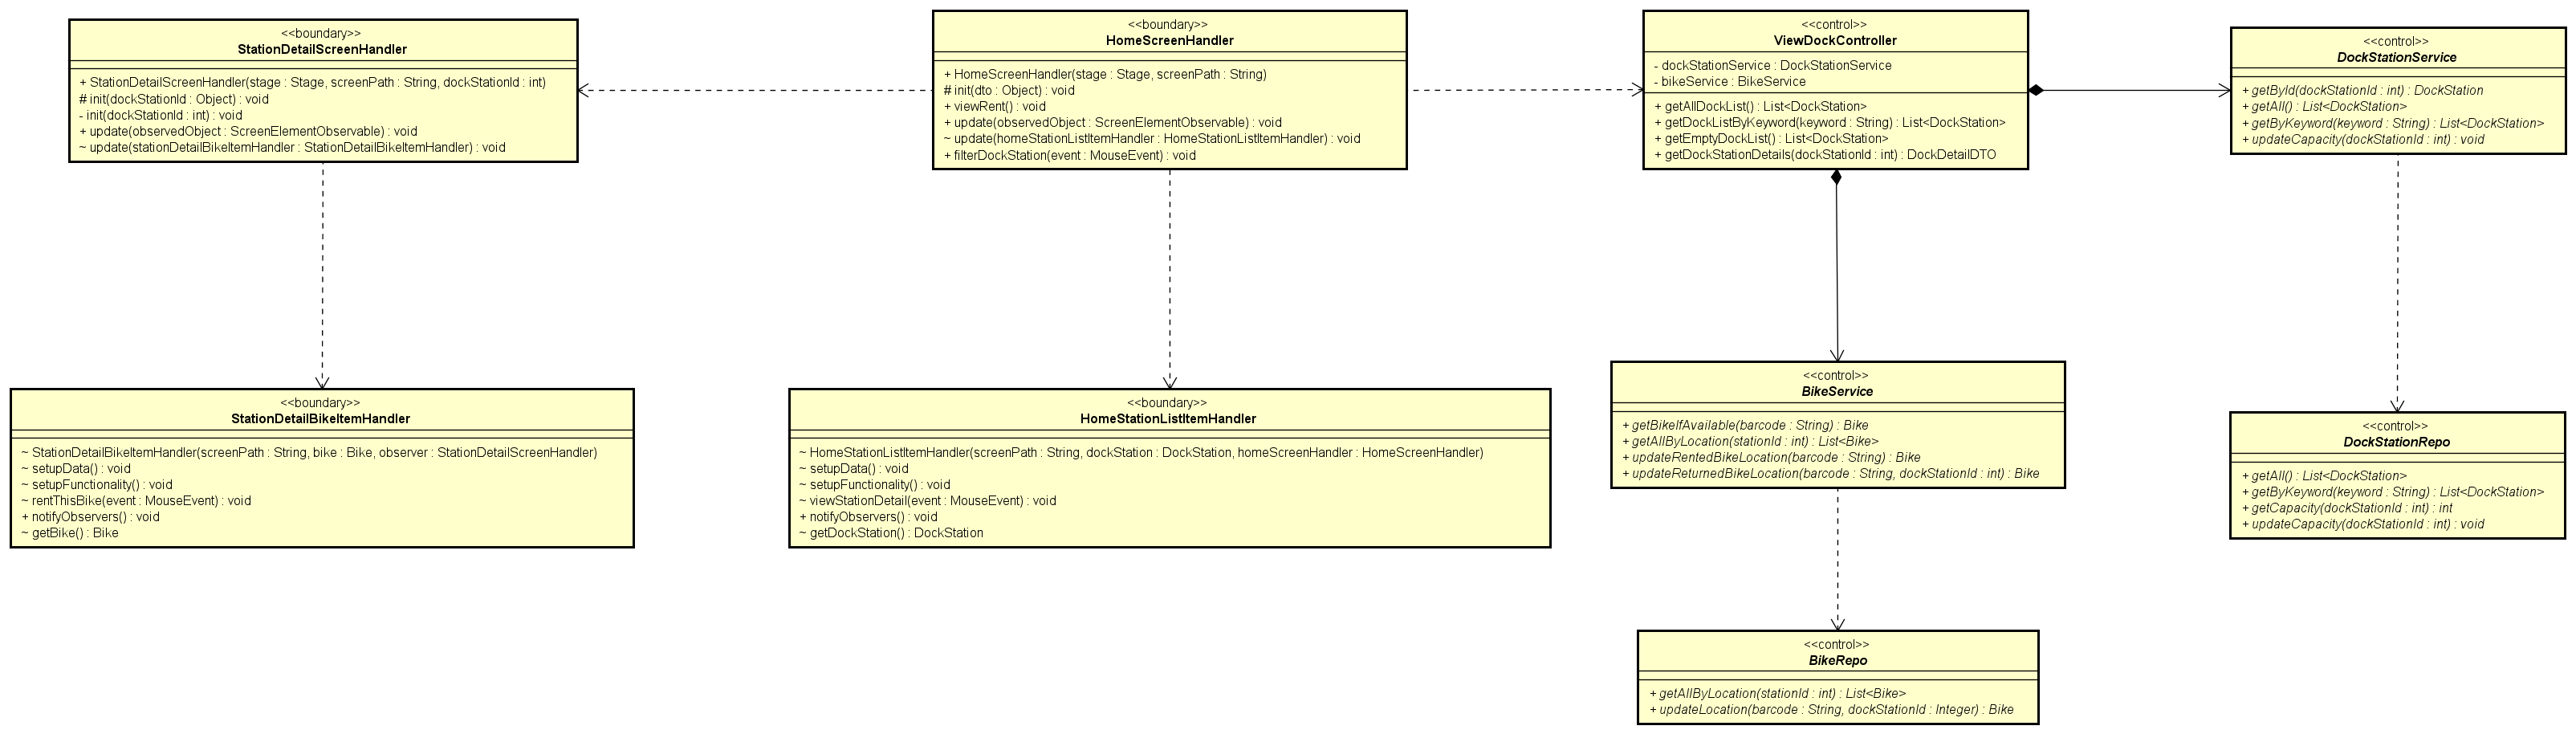 <<boundary>>
StationDetailScreenHandler
+ StationDetailScreenHandler(stage : Stage, screenPath : String, dockStationId : int)
# init(dockStationId : Object) : void
- init(dockStationId : int) : void
+ update(observedObject : ScreenElementObservable) : void
~ update(stationDetailBikeItemHandler : StationDetailBikeItemHandler) : void
<<boundary>>
HomeScreenHandler
+ HomeScreenHandler(stage : Stage, screenPath : String)
# init(dto : Object) : void
+ viewRent() : void
+ update(observedObject : ScreenElementObservable) : void
~ update(homeStationListItemHandler : HomeStationListItemHandler) : void
+ filterDockStation(event : MouseEvent) : void
<<control>>
ViewDockController
- dockStationService : DockStationService
- bikeService : BikeService
+ getAllDockList() : List<DockStation>
+ getDockListByKeyword(keyword : String) : List<DockStation>
+ getEmptyDockList() : List<DockStation>
+ getDockStationDetails(dockStationId : int) : DockDetailDTO
<<control>>
DockStationService
+ getById(dockStationId : int) : DockStation
+ getAll() : List<DockStation>
+ getByKeyword(keyword : String) : List<DockStation>
+ updateCapacity(dockStationId : int) : void
<<boundary>>
StationDetailBikeItemHandler
~ StationDetailBikeItemHandler(screenPath : String, bike : Bike, observer : StationDetailScreenHandler)
~ setupData() : void
~ setupFunctionality() : void
~ rentThisBike(event : MouseEvent) : void
+ notifyObservers() : void
~ getBike() : Bike
<<boundary>>
HomeStationListItemHandler
~ HomeStationListItemHandler(screenPath : String, dockStation : DockStation, homeScreenHandler : HomeScreenHandler)
~ setupData() : void
~ setupFunctionality() : void
~ viewStationDetail(event : MouseEvent) : void
+ notifyObservers() : void
~ getDockStation() : DockStation
<<control>>
BikeService
+ getBikeIfAvailable(barcode : String) : Bike
+ getAllByLocation(stationId : int) : List<Bike>
+ updateRentedBikeLocation(barcode : String) : Bike
+ updateReturnedBikeLocation(barcode : String, dockStationId : int) : Bike
<<control>>
DockStationRepo
+ getAll() : List<DockStation>
+ getByKeyword(keyword : String) : List<DockStation>
+ getCapacity(dockStationId : int) : int
+ updateCapacity(dockStationId : int) : void
<<control>>
BikeRepo
+ getAllByLocation(stationId : int) : List<Bike>
+ updateLocation(barcode : String, dockStationId : Integer) : Bike